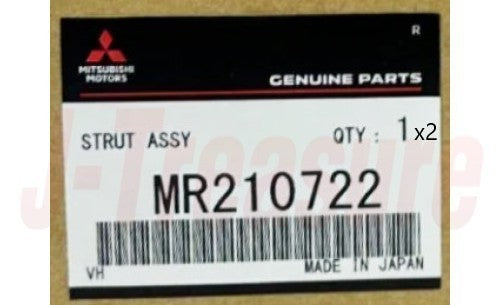 R
MITSUBISHI
MOTORS
GENUINE PARTS
STRUT ASSY QTY : 1 x2
MR210722
VH MADE IN JAPAN
J-Treasure